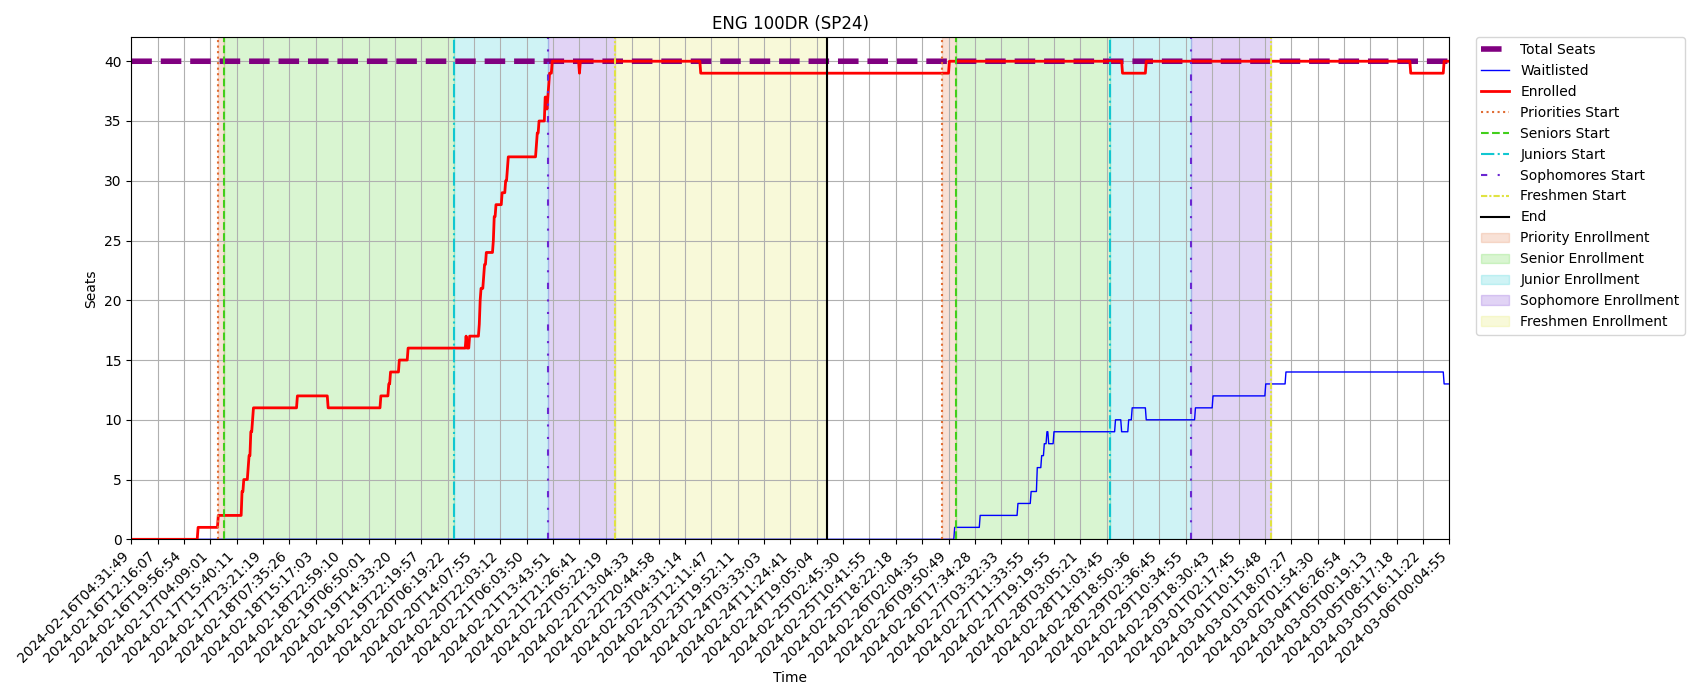 ENG 100DR (SP24)
Seats
40
35
30
25
20
15
10
5
0
2024-02-16T04:31:49
2024-02-16T12:16:07
2024-02-16T19:56:54
2024-02-17T04:09:01
2024-02-17T15:40:11
2024-02-17T23:21:19
2024-02-18T07:35:26
2024-02-18T15:17:03
2024-02-18T22:59:10
2024-02-19T06:50:01
2024-02-19T14:33:20
2024-02-19T22:19:57
2024-02-20T06:19:22
2024-02-20T14:07:55
2024-02-20T22:03:12
2024-02-21T06:03:50
2024-02-21T13:43:51
2024-02-21T21:26:41
2024-02-22T05:22:19
2024-02-22T13:04:33
2024-02-22T20:44:58
2024-02-23T04:31:14
2024-02-23T12:11:47
2024-02-23T19:52:11
2024-02-24T03:33:03
2024-02-24T11:24:41
2024-02-24T19:05:04
2024-02-25T02:45:30
2024-02-25T10:41:55
2024-02-25T18:22:18
2024-02-26T02:04:35
2024-02-26T09:50:49
2024-02-26T17:34:28
2024-02-27T03:32:33
2024-02-27T11:33:55
2024-02-27T19:19:55
2024-02-28T03:05:21
2024-02-28T11:03:45
2024-02-28T18:50:36
2024-02-29T02:36:45
2024-02-29T10:34:55
2024-02-29T18:30:43
2024-03-01T02:17:45
2024-03-01T10:15:48
2024-03-01T18:07:27
2024-03-02T01:54:30
2024-03-04T16:26:54
2024-03-05T00:19:13
2024-03-05T08:17:18
2024-03-05T16:11:22
2024-03-06T00:04:55
Time
Total Seats
Waitlisted
Enrolled
Priorities Start
Seniors Start
Juniors Start
Sophomores Start
Freshmen Start
End
Priority Enrollment
Senior Enrollment
Junior Enrollment
Sophomore Enrollment
Freshmen Enrollment